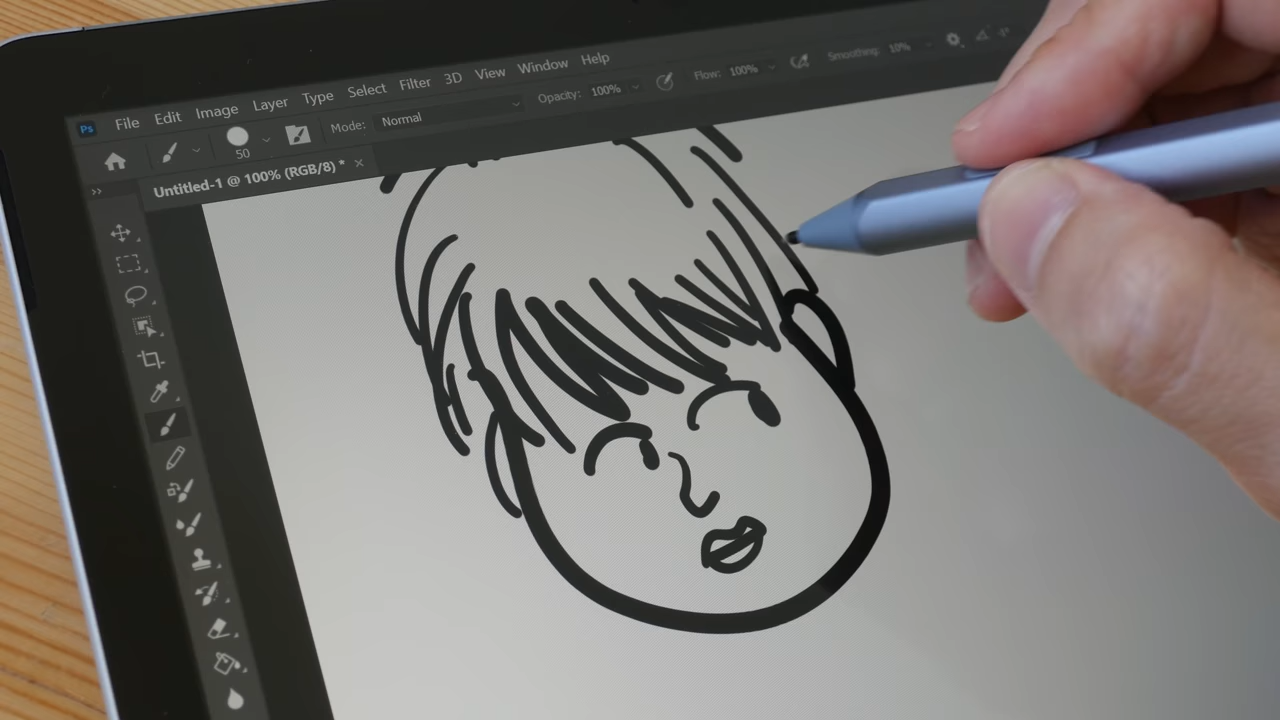 Ps File Edit Image Layer Type Select Filter 3D View Window Help
50 Mode: Normal Opacity: 100% Flow: 100% Smoothing: 10%
Untitled-1 @ 100% (RGB/8) * ×